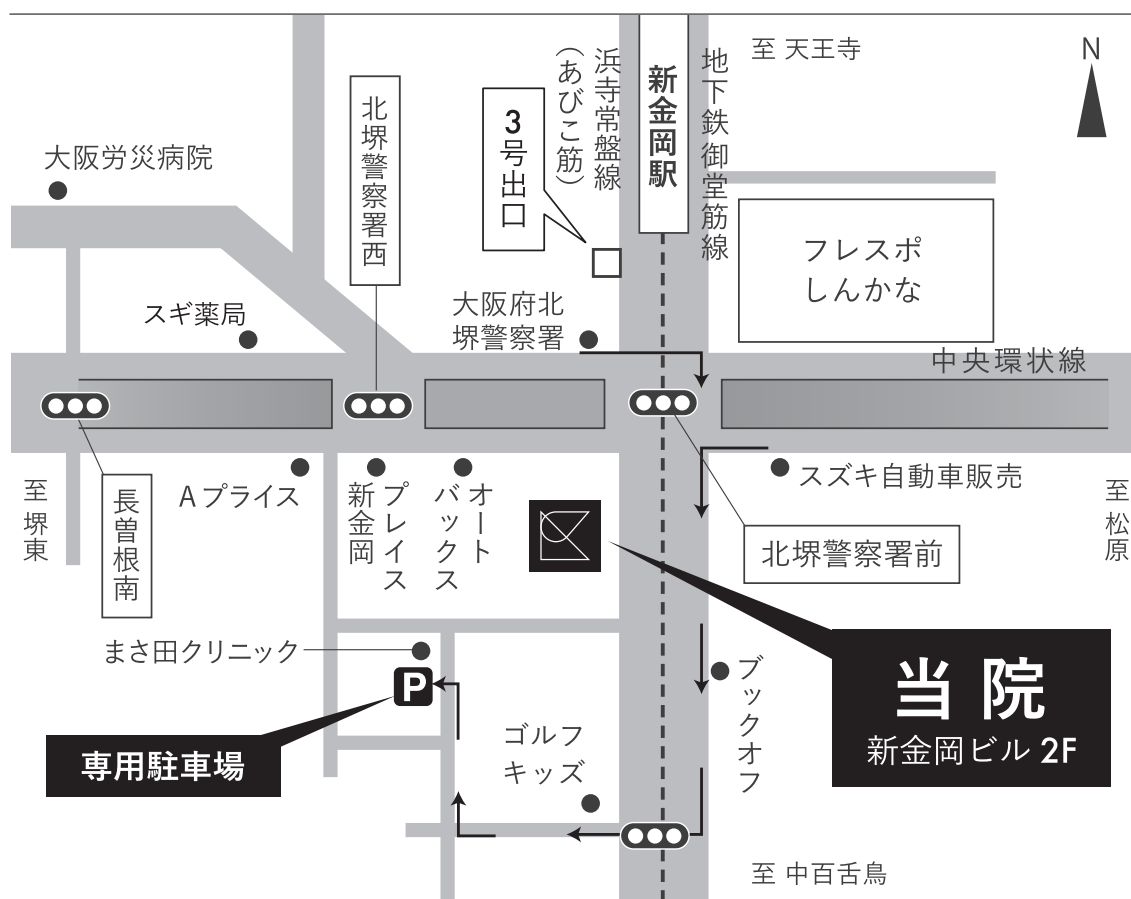 至 天王寺
N
浜寺常盤線
(あびこ筋)
新金岡駅
地下鉄御堂筋線
3号出口
北堺警察署西
大阪労災病院
フレスポ
しんかな
スギ薬局
大阪府北
堺警察署
中央環状線
至 堺東
長曽根南
Aプライス
プレイス
新金岡
オート
バックス
スズキ自動車販売
至 松原
北堺警察署前
まさ田クリニック
P
専用駐車場
ゴルフ
キッズ
ブックオフ
当 院
新金岡ビル 2F
至 中百舌鳥